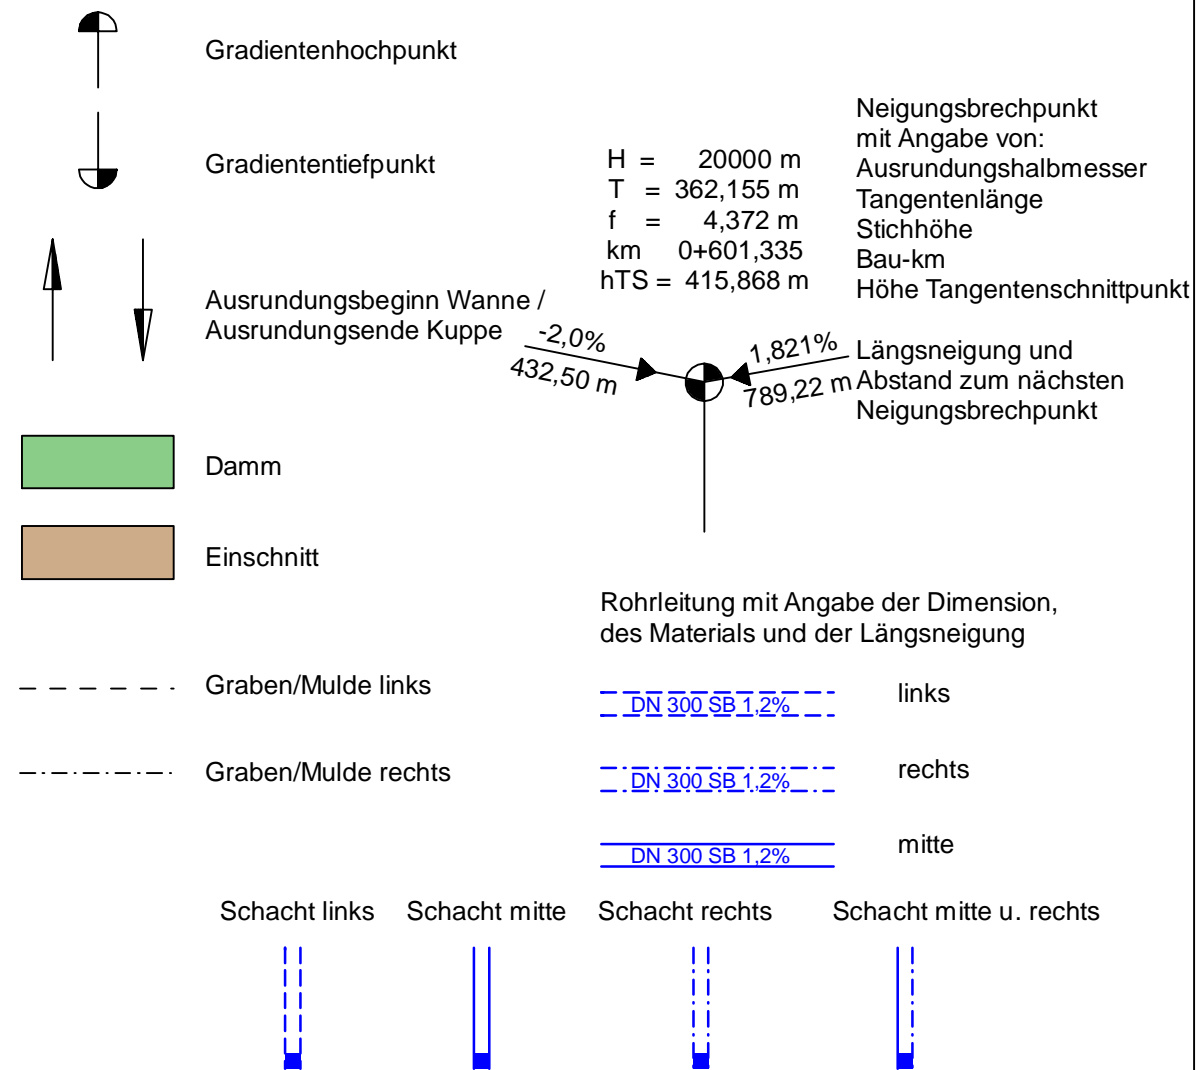 Gradientenhochpunkt
Gradiententiefpunkt
Ausrundungsbeginn Wanne /
Ausrundungsende Kuppe
Damm
Einschnitt
Graben/Mulde links
Graben/Mulde rechts
H = 20000 m
T = 362,155 m
f = 4,372 m
km 0+601,335
hTS = 415,868 m
Neigungsbrechpunkt
mit Angabe von:
Ausrundungshalbmesser
Tangentenlänge
Stichhöhe
Bau-km
Höhe Tangentenschnittpunkt
-2,0%
432,50 m
1,821%
789,22 m
Längsneigung und
Abstand zum nächsten
Neigungsbrechpunkt
Rohrleitung mit Angabe der Dimension,
des Materials und der Längsneigung
DN 300 SB 1,2%
links
DN 300 SB 1,2%
rechts
DN 300 SB 1,2%
mitte
Schacht links
Schacht mitte
Schacht rechts
Schacht mitte u. rechts